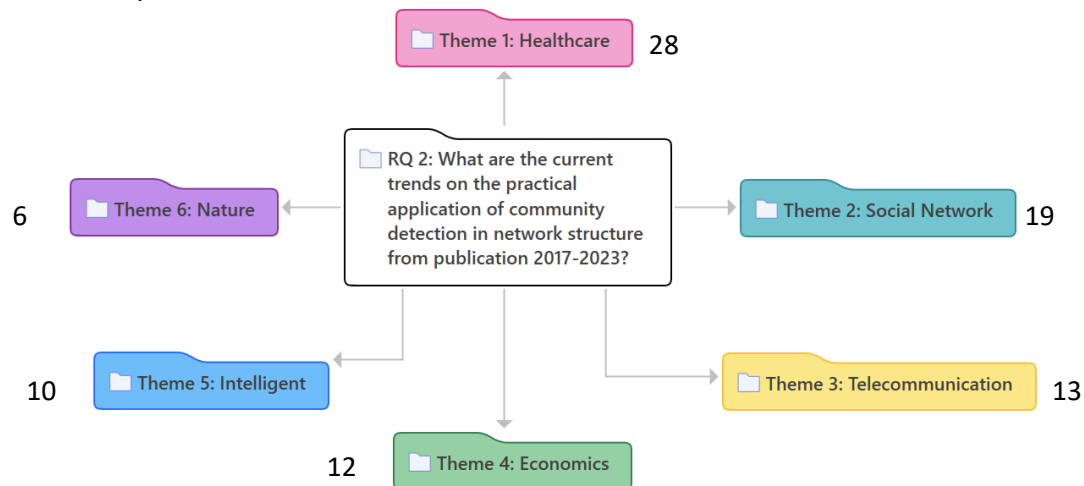 Theme 1: Healthcare
28
RQ 2: What are the current
trends on the practical
application of community
detection in network structure
from publication 2017-2023?
6
Theme 6: Nature
Theme 2: Social Network
19
10
Theme 5: Intelligent
Theme 3: Telecommunication
13
12
Theme 4: Economics